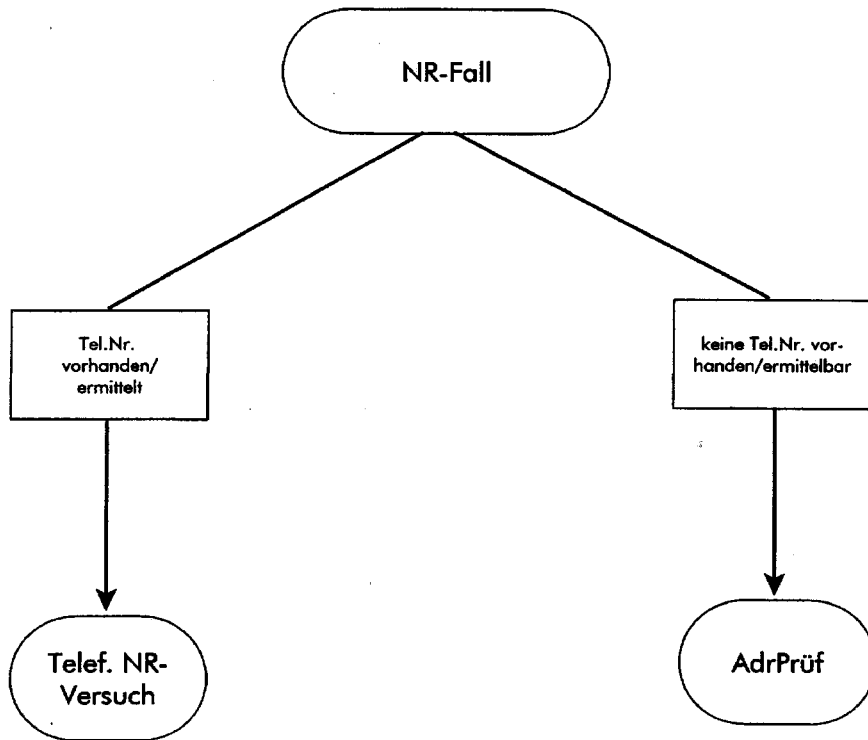 NR-Fall
Tel.Nr.
vorhanden/
ermittelt
keine Tel.Nr. vor-
handen/ermittelbar
Telef. NR-
Versuch
AdrPrüf